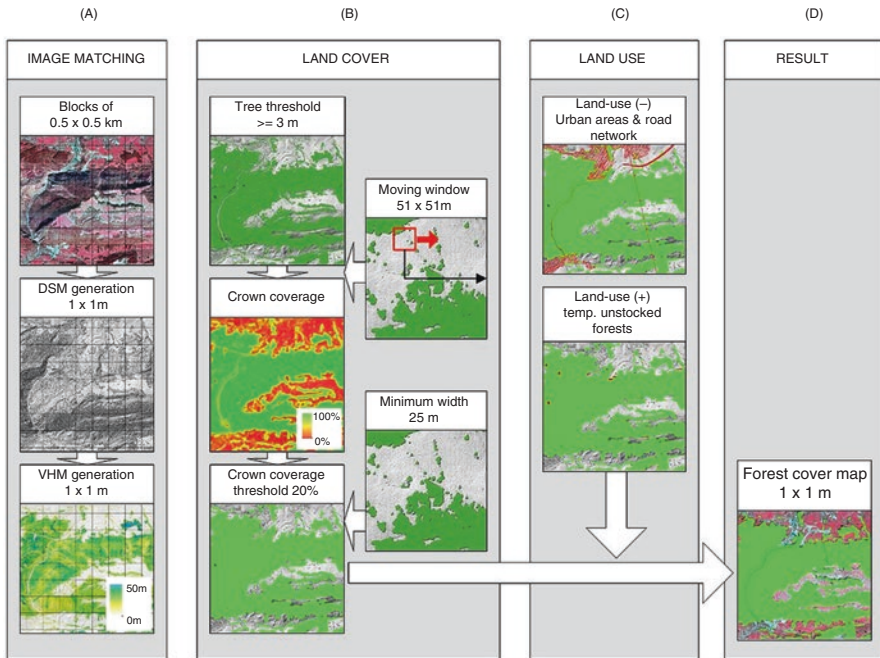 (A)
(B)
(C)
(D)
IMAGE MATCHING
LAND COVER
LAND USE
RESULT
Blocks of
0.5 x 0.5 km
DSM generation
1 x 1m
VHM generation
1 x 1 m
50m
0m
Tree threshold
>= 3 m
Crown coverage
100%
0%
Crown coverage
threshold 20%
Moving window
51 x 51m
Minimum width
25 m
Land-use (–)
Urban areas & road
network
Land-use (+)
temp. unstocked
forests
Forest cover map
1 x 1 m